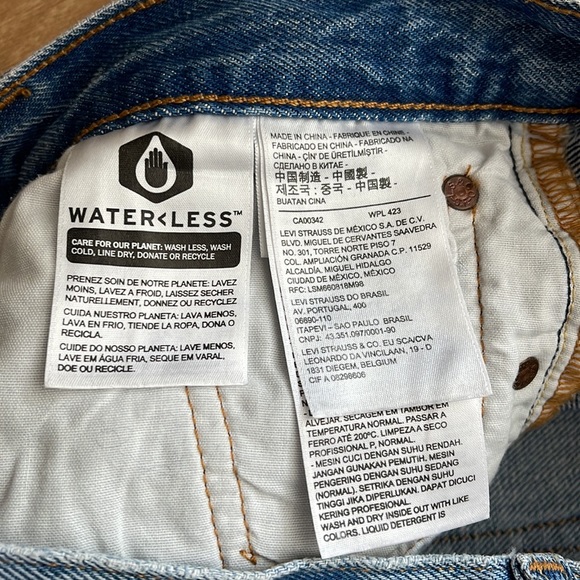 WATER<LESS™
CARE FOR OUR PLANET: WASH LESS, WASH
COLD, LINE DRY, DONATE OR RECYCLE
PRENEZ SOIN DE NOTRE PLANETE: LAVEZ
MOINS, LAVEZ A FROID, LAISSEZ SECHER
NATURELLEMENT, DONNEZ OU RECYCLEZ
CUIDA NUESTRO PLANETA: LAVA MENOS,
LAVA EN FRIO, TIENDE LA ROPA, DONA O
RECICLA.
CUIDE DO NOSSO PLANETA: LAVE MENOS,
LAVE EM ÁGUA FRIA, SEQUE EM VARAL,
DOE OU RECICLE
MADE IN CHINA - FABRIQUE EN CHINE -
FABRICADO EN CHINA - FABRICADO NA
CHINA - ÇİN' DE ÜRETİLMİŞTİR -
СДЕЛАНО В КИТАЕ -
中国制造 - 中國製 -
제조국: 중국 - 中国製 -
BUATAN CINA
CA00342 WPL 423
LEVI STRAUSS DE MÉXICO S.A. DE C.V.
BLVD. MIGUEL DE CERVANTES SAAVEDRA
NO. 301, TORRE NORTE PISO 7
COL. AMPLIACIÓN GRANADA C.P. 11529
ALCALDÍA. MIGUEL HIDALGO
CIUDAD DE MÉXICO, MÉXICO
RFC: LSM660818M98
LEVI STRAUSS DO BRASIL
AV. PORTUGAL, 400
06690-110
ITAPEVI - SAO PAULO BRASIL
CNPJ: 43.351.097/0001-90
LEVI STRAUSS & CO. EU SCA/CVA
LEONARDO DA VINCILAAN, 19 - D
1831 DIEGEM, BELGIUM
CIF A 08298606
ALVEJAR. SECAGEM EM TAMBOR EM
TEMPERATURA NORMAL. PASSAR A
FERRO ATÉ 200°C. LIMPEZA A SECO
PROFISSIONAL P, NORMAL.
- MESIN CUCI DENGAN SUHU RENDAH.
JANGAN GUNAKAN PEMUTIH. MESIN
PENGERING DENGAN SUHU SEDANG
(NORMAL). SETRIKA DENGAN SUHU
TINGGI JIKA DIPERLUKAN. DAPAT DICUCI
KERING PROFESIONAL.
WASH AND DRY INSIDE OUT WITH LIKE
COLORS. LIQUID DETERGENT IS